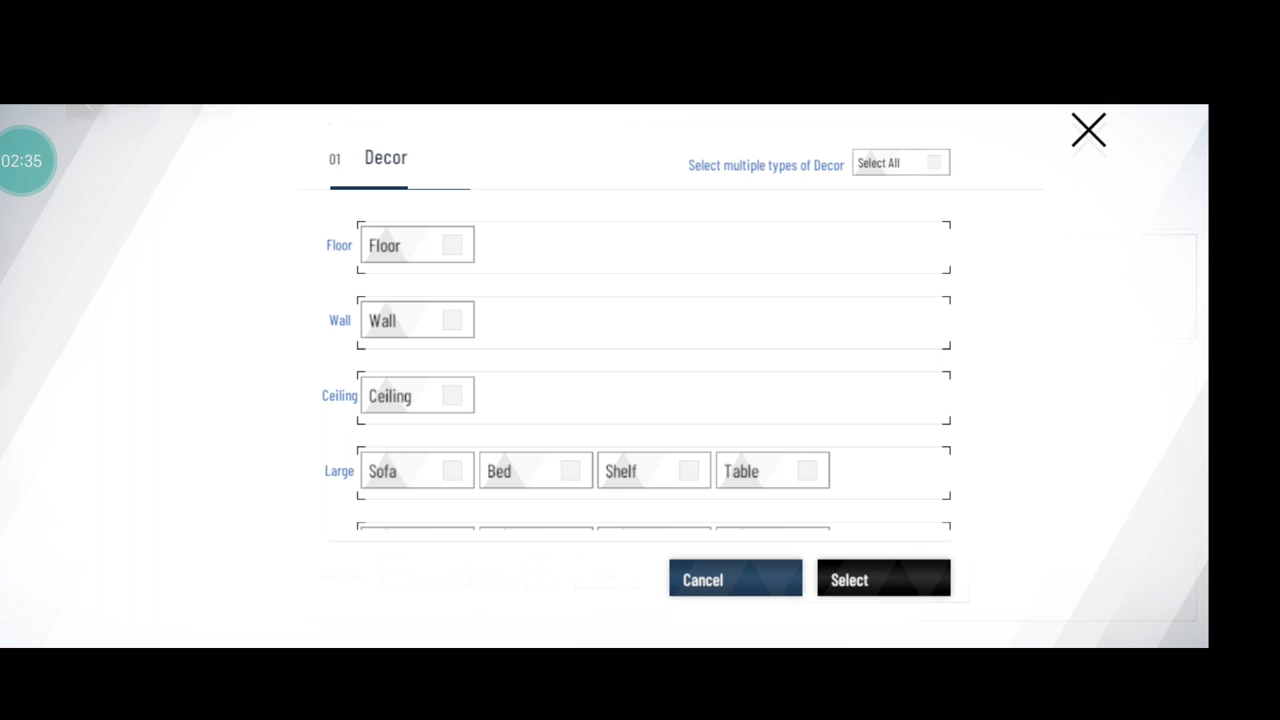 02:35
01 Decor
Select multiple types of Decor Select All
Floor Floor
Wall Wall
Ceiling Ceiling
Large Sofa Bed Shelf Table
Cancel Select